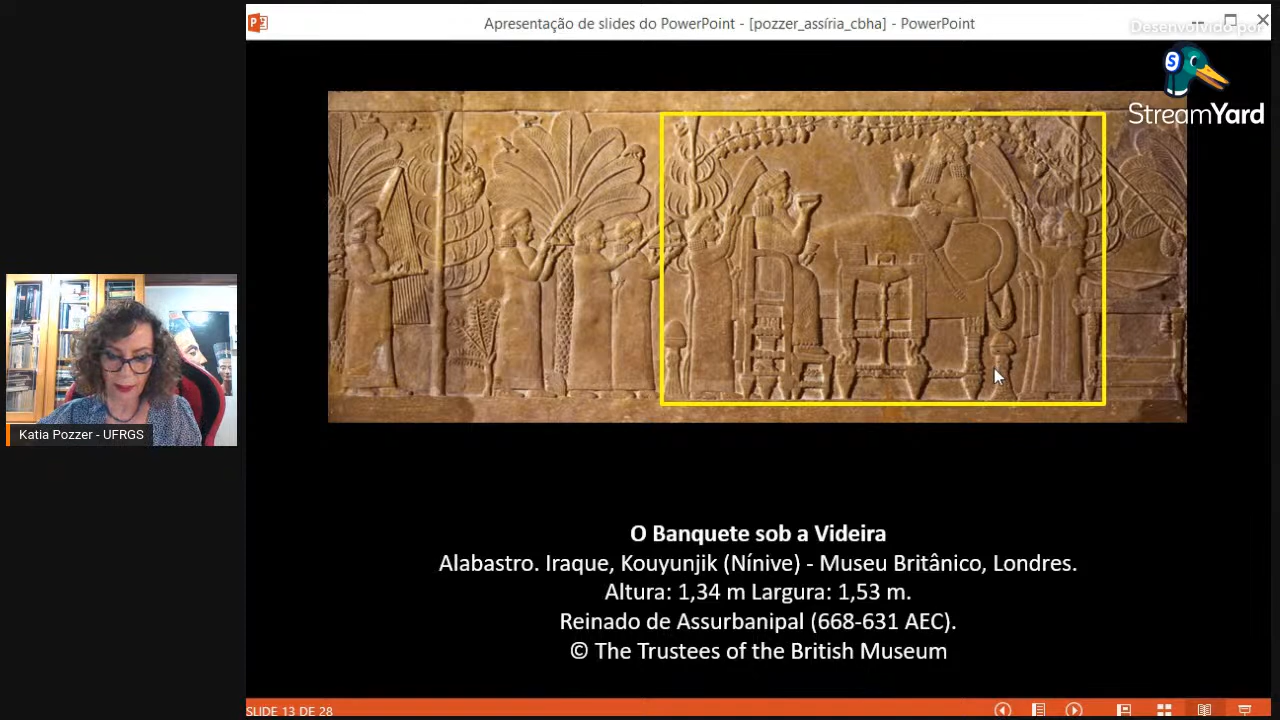 Apresentação de slides do PowerPoint - [pozzer_assíria_cbha] - PowerPoint
Desenvolvido por
S
StreamYard
Katia Pozzer - UFRGS
O Banquete sob a Videira
Alabastro. Iraque, Kouyunjik (Nínive) - Museu Britânico, Londres.
Altura: 1,34 m Largura: 1,53 m.
Reinado de Assurbanipal (668-631 AEC).
© The Trustees of the British Museum
SLIDE 13 DE 28